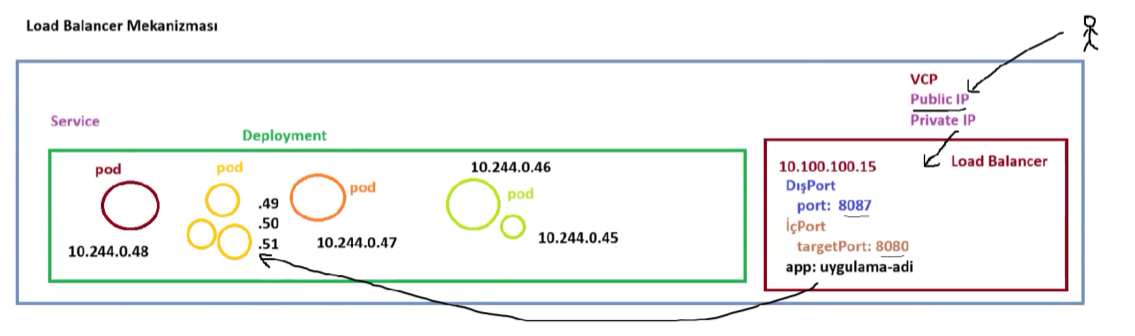 Load Balancer Mekanizması
VCP
Public IP
Private IP
Service
Deployment
pod
10.244.0.48
pod
.49
.50
.51
pod
10.244.0.47
10.244.0.46
pod
10.244.0.45
10.100.100.15
Load Balancer
DışPort
port: 8087
İçPort
targetPort: 8080
app: uygulama-adi